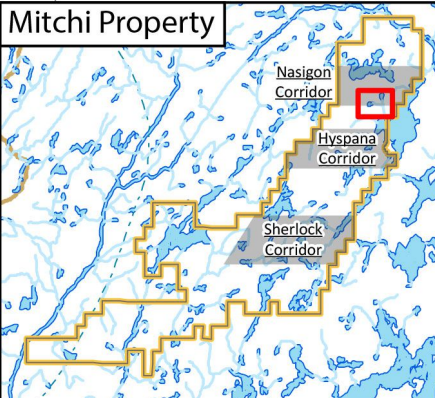 Mitchi Property
Nasigon
Corridor
Hyspana
Corridor
Sherlock
Corridor